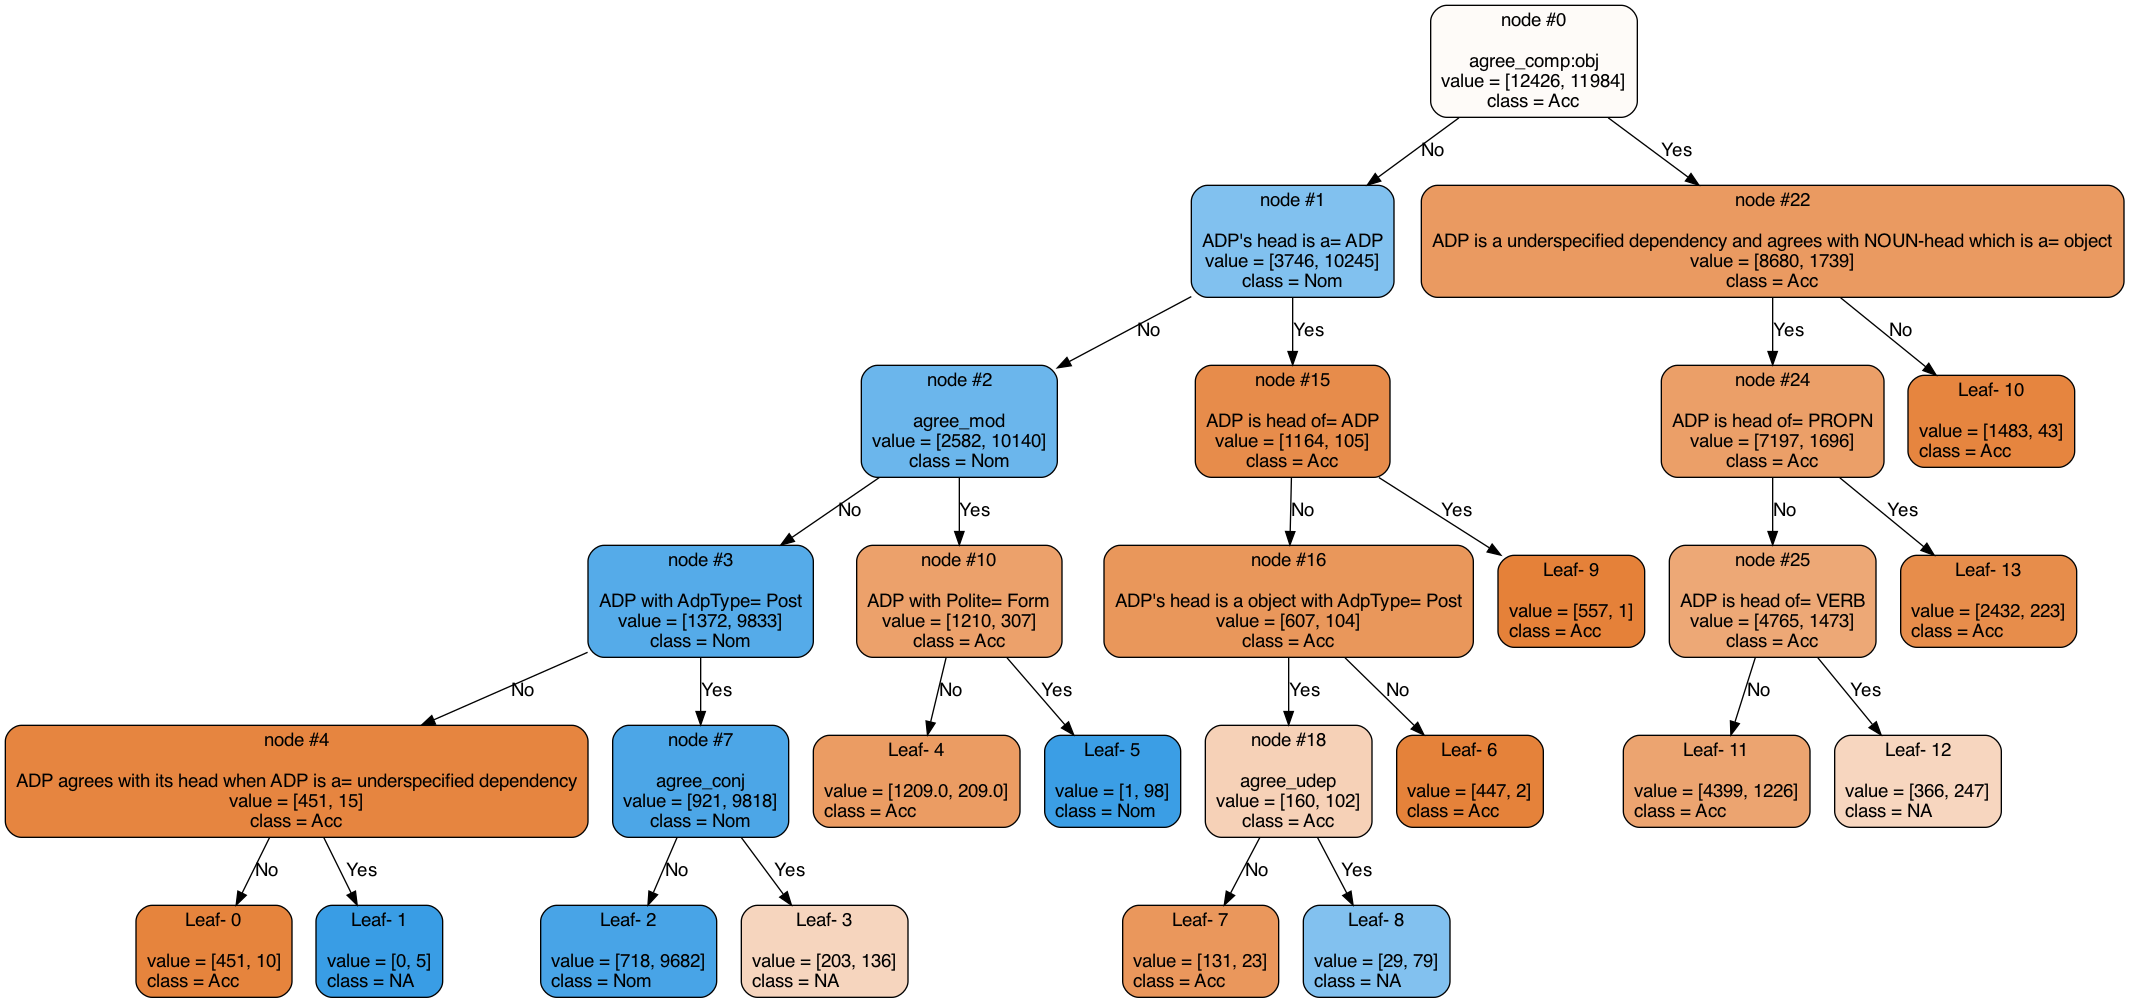 node #0
agree_comp:obj
value = [12426, 11984]
class = Acc
No
Yes
node #1
ADP's head is a= ADP
value = [3746, 10245]
class = Nom
node #22
ADP is a underspecified dependency and agrees with NOUN-head which is a= object
value = [8680, 1739]
class = Acc
No
Yes
Yes
No
node #2
agree_mod
value = [2582, 10140]
class = Nom
node #15
ADP is head of= ADP
value = [1164, 105]
class = Acc
node #24
ADP is head of= PROPN
value = [7197, 1696]
class = Acc
Leaf- 10
value = [1483, 43]
class = Acc
No
Yes
No
Yes
No
Yes
node #3
ADP with AdpType= Post
value = [1372, 9833]
class = Nom
node #10
ADP with Polite= Form
value = [1210, 307]
class = Acc
node #16
ADP's head is a object with AdpType= Post
value = [607, 104]
class = Acc
Leaf- 9
value = [557, 1]
class = Acc
node #25
ADP is head of= VERB
value = [4765, 1473]
class = Acc
Leaf- 13
value = [2432, 223]
class = Acc
No
Yes
No
Yes
Yes
No
No
Yes
node #4
ADP agrees with its head when ADP is a= underspecified dependency
value = [451, 15]
class = Acc
node #7
agree_conj
value = [921, 9818]
class = Nom
Leaf- 4
value = [1209.0, 209.0]
class = Acc
Leaf- 5
value = [1, 98]
class = Nom
node #18
agree_udep
value = [160, 102]
class = Acc
Leaf- 6
value = [447, 2]
class = Acc
Leaf- 11
value = [4399, 1226]
class = Acc
Leaf- 12
value = [366, 247]
class = NA
No
Yes
No
Yes
No
Yes
Leaf- 0
value = [451, 10]
class = Acc
Leaf- 1
value = [0, 5]
class = NA
Leaf- 2
value = [718, 9682]
class = Nom
Leaf- 3
value = [203, 136]
class = NA
Leaf- 7
value = [131, 23]
class = Acc
Leaf- 8
value = [29, 79]
class = NA